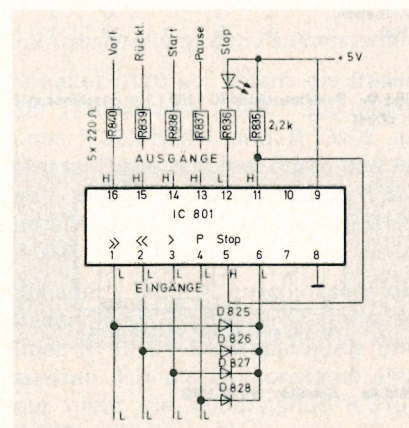 Vorl. Rückl. Start Pause Stop
+5V
5x 220Ω R840 R839 R838 R837 R836 R835 2,2k
AUSGÄNGE
H H H H L H
16 15 14 13 12 11 10 9
IC 801
>> << > P Stop
1 2 3 4 5 6 7 8
L L L L H L
EINGÄNGE
D825
D826
D827
D828
L L L L